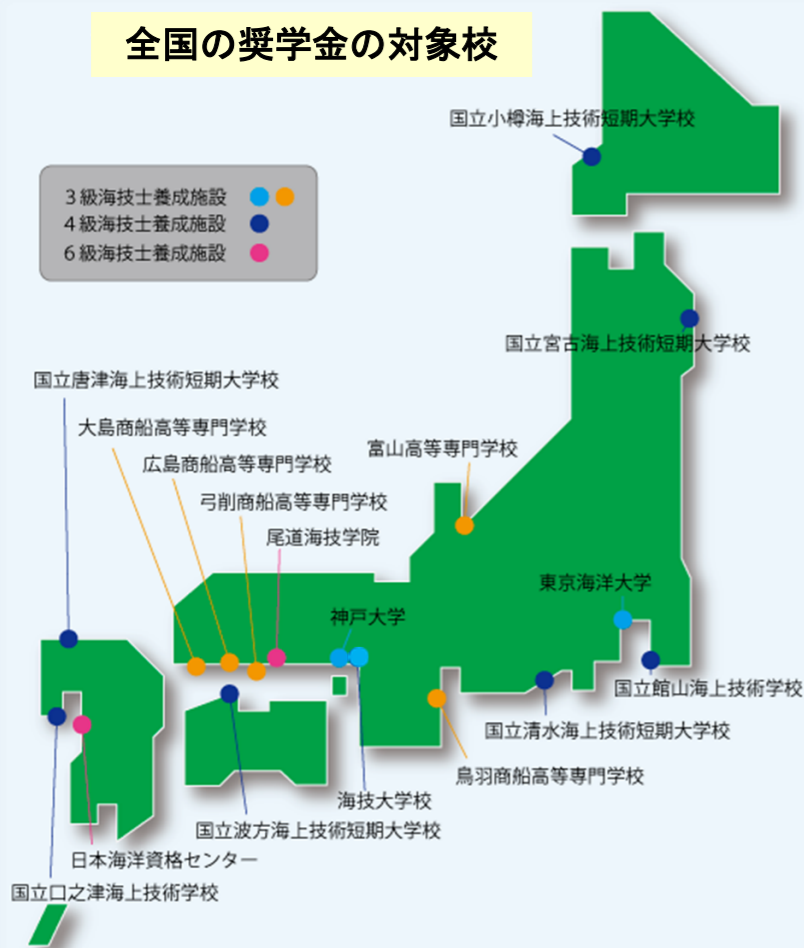 全国の奨学金の対象校
国立小樽海上技術短期大学校
3級海技士養成施設
4級海技士養成施設
6級海技士養成施設
国立宮古海上技術短期大学校
国立唐津海上技術短期大学校
大島商船高等専門学校
富山高等専門学校
広島商船高等専門学校
弓削商船高等専門学校
尾道海技学院
東京海洋大学
神戸大学
国立館山海上技術学校
国立清水海上技術短期大学校
鳥羽商船高等専門学校
海技大学校
国立波方海上技術短期大学校
日本海洋資格センター
国立口之津海上技術学校